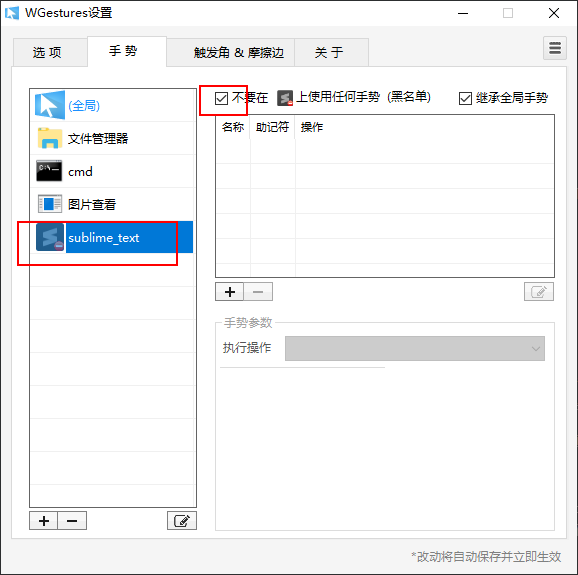 WGestures设置
选 项
手 势
触发角 & 摩擦边
关 于
(全局)
文件管理器
cmd
图片查看
sublime_text
不要在 上使用任何手势 (黑名单)
继承全局手势
名称 助记符 操作
手势参数
执行操作
*改动将自动保存并立即生效